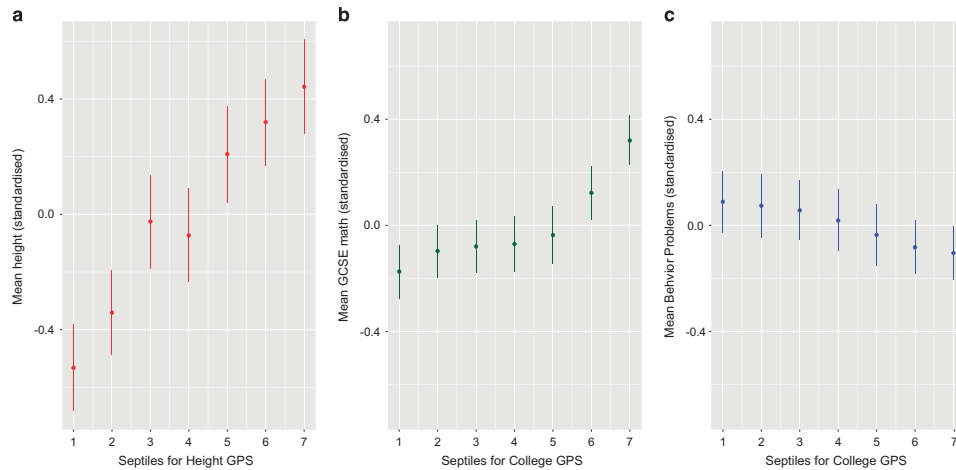 a
Mean height (standardised)
0.4
0.0
-0.4
1 2 3 4 5 6 7
Septiles for Height GPS
b
Mean GCSE math (standardised)
0.4
0.0
-0.4
1 2 3 4 5 6 7
Septiles for College GPS
c
Mean Behvior Problems (standardised)
0.4
0.0
-0.4
1 2 3 4 5 6 7
Septiles for College GPS